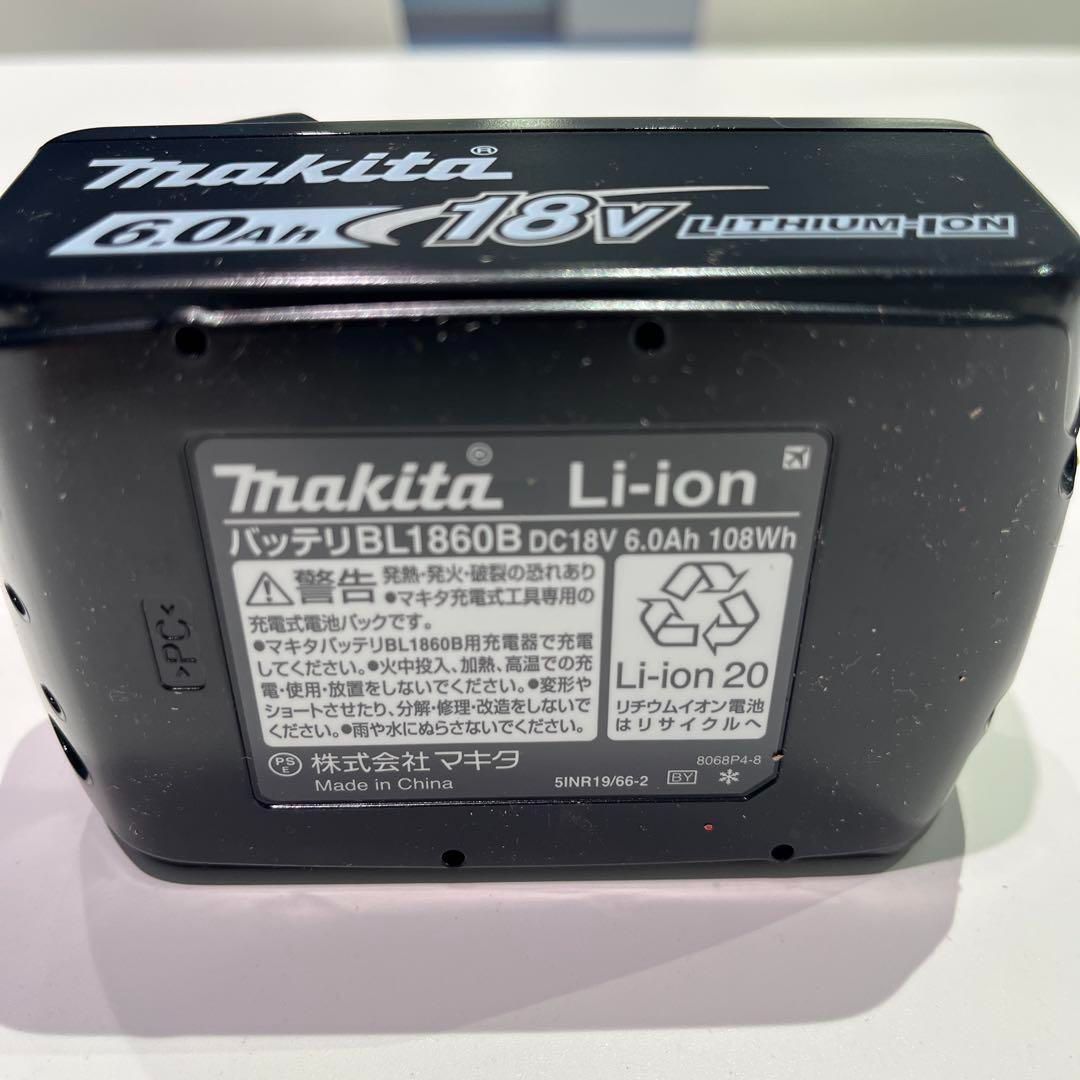 makita®
6.0Ah 18V LITHIUM-ION
makita® Li-ion
バッテリBL1860B DC18V 6.0Ah 108Wh
警告 発熱・発火・破裂の恐れあり
●マキタ充電式工具専用の
充電式電池パックです。
●マキタバッテリBL1860B用充電器で充電
してください。●火中投入、加熱、高温での充
電・使用・放置をしないでください。●変形や
ショートさせたり、分解・修理・改造をしないで
ください。●雨や水にぬらさないでください。
Li-ion 20
リチウムイオン電池
はリサイクルへ
>PC<
PS
E 株式会社マキタ
Made in China
8068P4-8
5INR19/66-2 BY